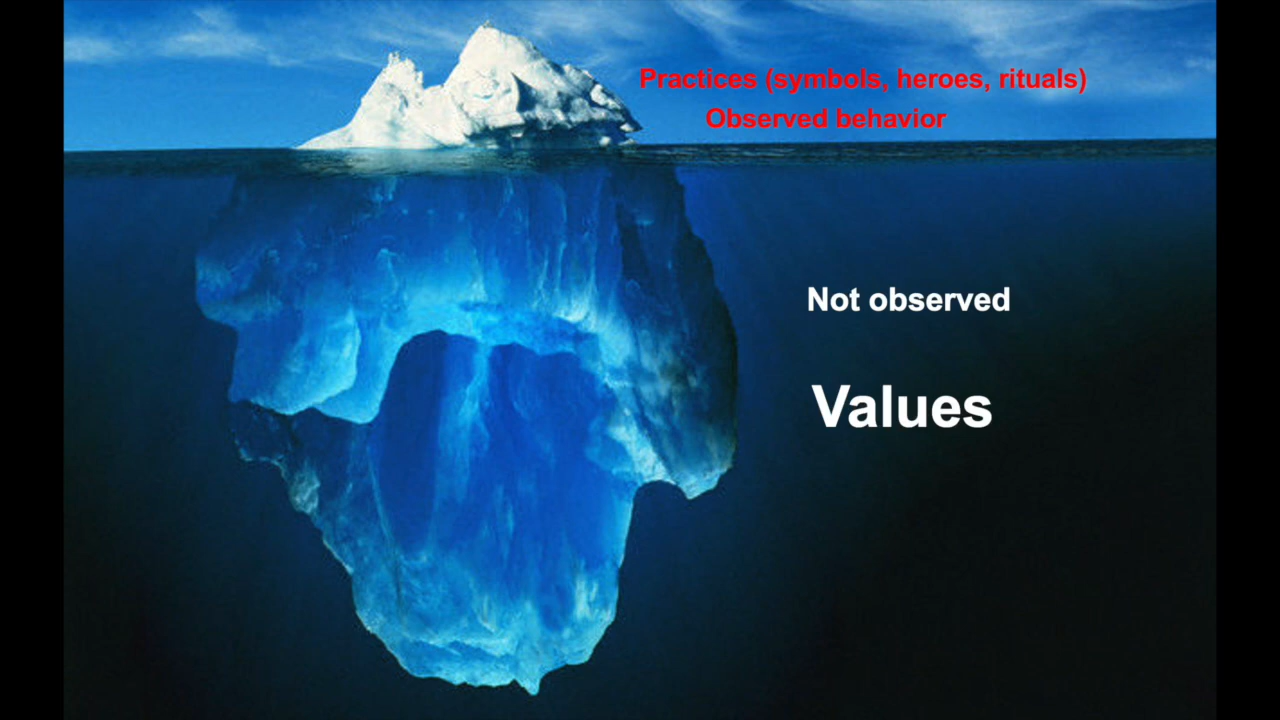 Practices (symbols, heroes, rituals)
Observed behavior
Not observed
Values